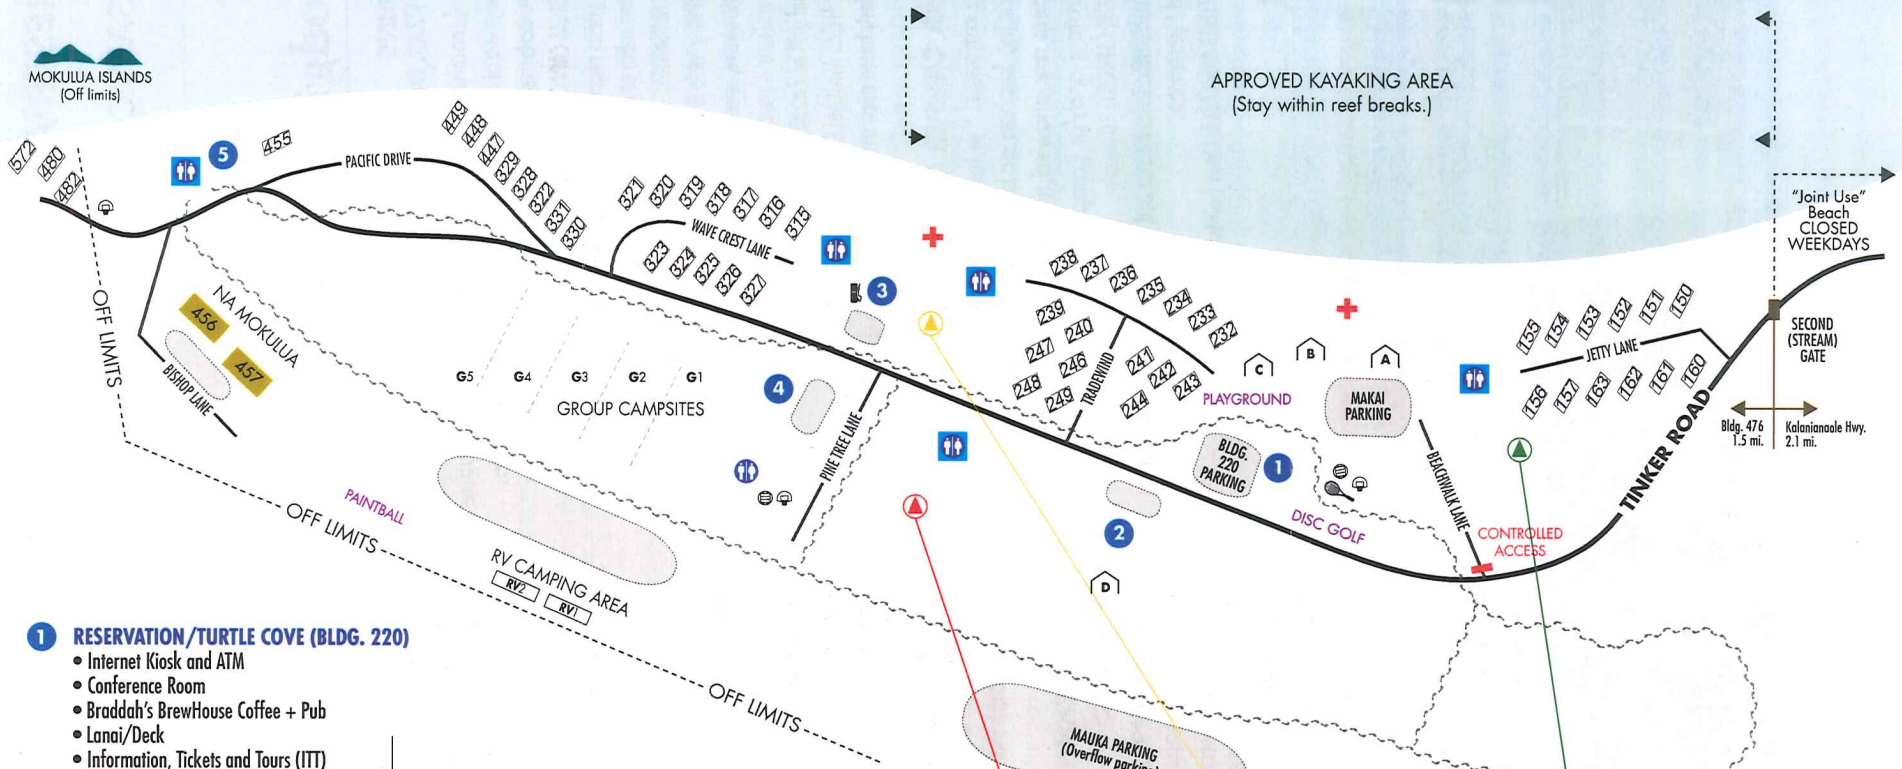 MOKULUA ISLANDS
(Off limits)
APPROVED KAYAKING AREA
(Stay within reef breaks.)
"Joint Use"
Beach
CLOSED
WEEKDAYS
572
480
482
5
455
PACIFIC DRIVE
449
448
447
329
328
322
331
330
321
320
319
318
317
316
315
WAVE CREST LANE
323
324
325
326
327
3
238
237
236
235
234
233
232
239
240
247
246
248
249
TRADEWIND
241
242
243
244
C
B
A
PLAYGROUND
MAKAI
PARKING
155
154
153
152
151
150
JETTY LANE
156
157
163
162
161
160
SECOND
(STREAM)
GATE
Bldg. 476
1.5 mi.
Kalanianaole Hwy.
2.1 mi.
TINKER ROAD
OFF LIMITS
NA MOKULUA
456
457
BISHOP LANE
G5
G4
G3
G2
G1
GROUP CAMPSITES
4
PINE TREE LANE
BLDG.
220
PARKING
1
2
DISC GOLF
BEACHWALK LANE
CONTROLLED
ACCESS
D
PAINTBALL
OFF LIMITS
RV CAMPING AREA
RV2
RV1
OFF LIMITS
MAUKA PARKING
(Overflow parking)
1 RESERVATION/TURTLE COVE (BLDG. 220)
• Internet Kiosk and ATM
• Conference Room
• Braddah's BrewHouse Coffee + Pub
• Lanai/Deck
• Information, Tickets and Tours (ITT)